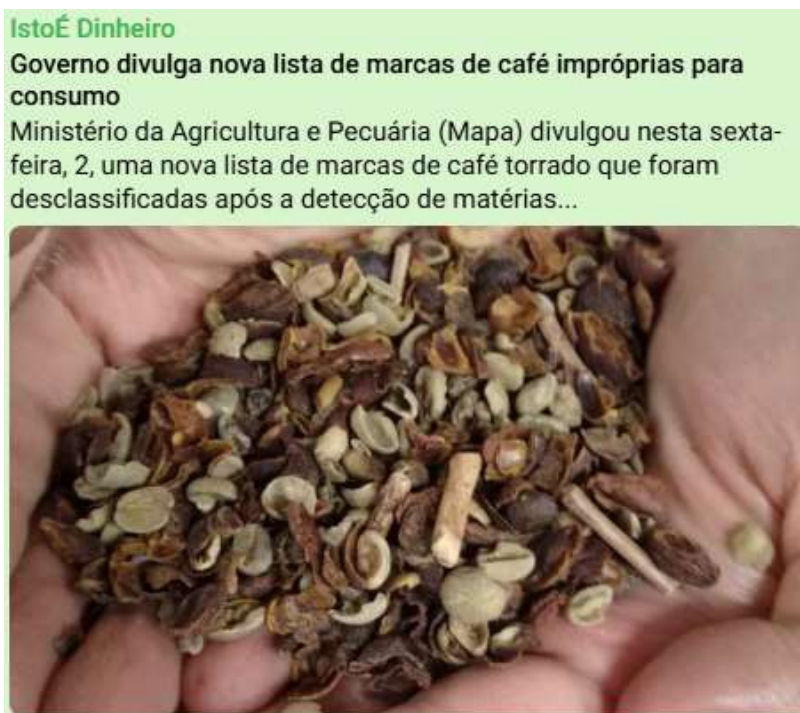 IstoÉ Dinheiro
Governo divulga nova lista de marcas de café impróprias para
consumo
Ministério da Agricultura e Pecuária (Mapa) divulgou nesta sexta-
feira, 2, uma nova lista de marcas de café torrado que foram
desclassificadas após a detecção de matérias...